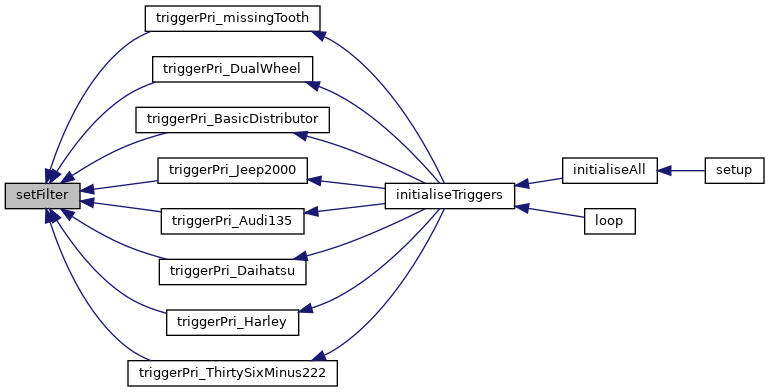 triggerPri_missingTooth
triggerPri_DualWheel
triggerPri_BasicDistributor
triggerPri_Jeep2000
initialiseAll
setup
setFilter
initialiseTriggers
triggerPri_Audi135
loop
triggerPri_Daihatsu
triggerPri_Harley
triggerPri_ThirtySixMinus222